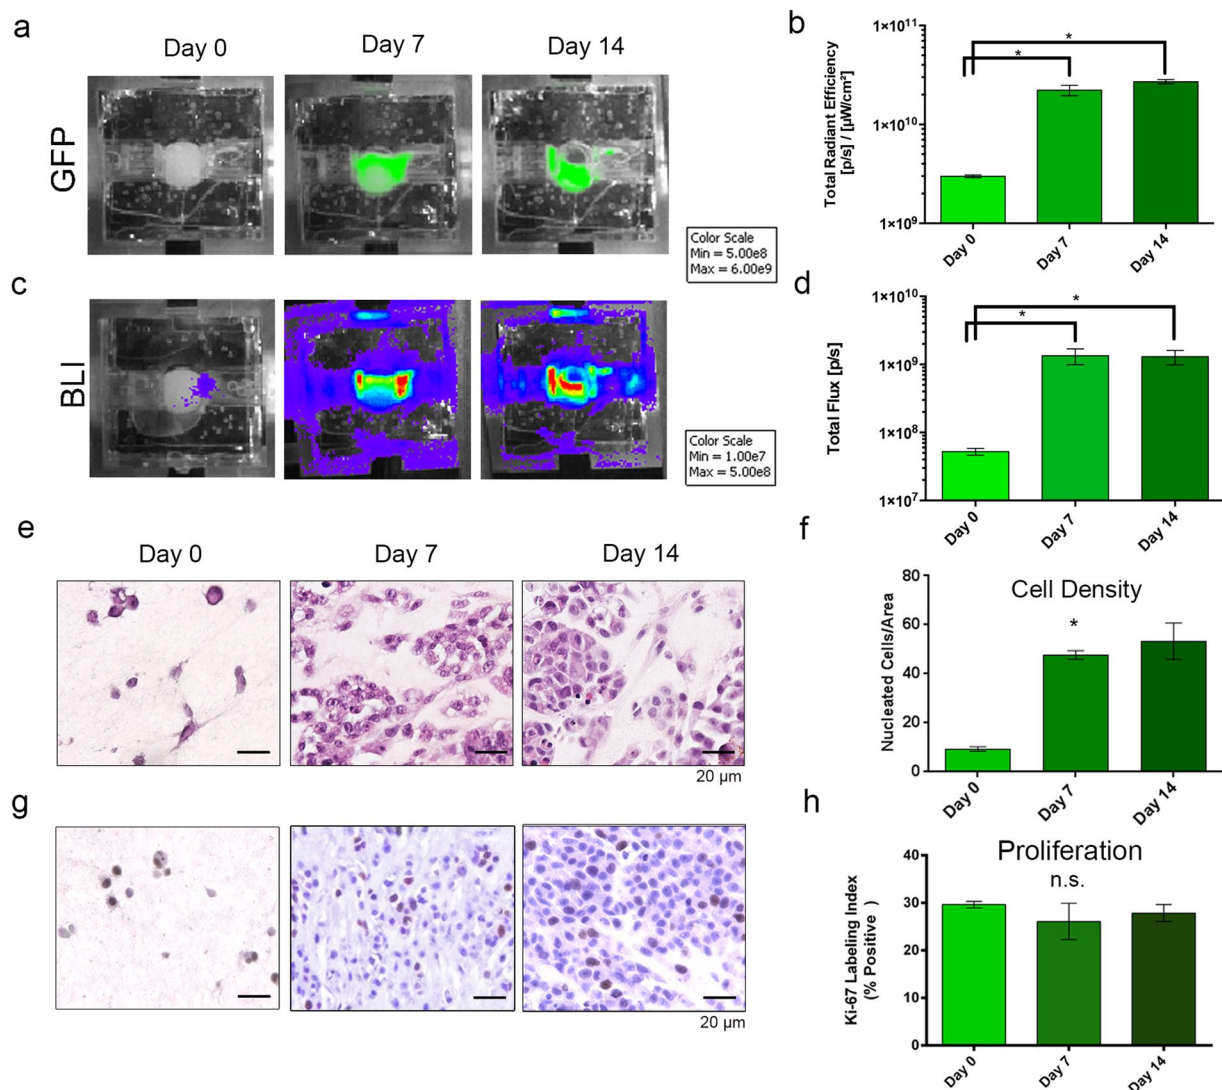 a
Day 0
Day 7
Day 14
GFP
Color Scale
Min = 5.00e8
Max = 6.00e9
b
Total Radiant Efficiency
[p/s] / [µW/cm²]
1×10¹¹
1×10¹⁰
1×10⁹
*
*
Day 0
Day 7
Day 14
c
BLI
Color Scale
Min = 1.00e7
Max = 5.00e8
d
Total Flux [p/s]
1×10¹⁰
1×10⁹
1×10⁸
1×10⁷
*
*
Day 0
Day 7
Day 14
e
Day 0
Day 7
Day 14
20 µm
f
Cell Density
Nucleated Cells/Area
80
60
40
20
0
*
Day 0
Day 7
Day 14
g
20 µm
h
Proliferation
n.s.
Ki-67 Labeling Index
(% Positive )
40
30
20
10
0
Day 0
Day 7
Day 14